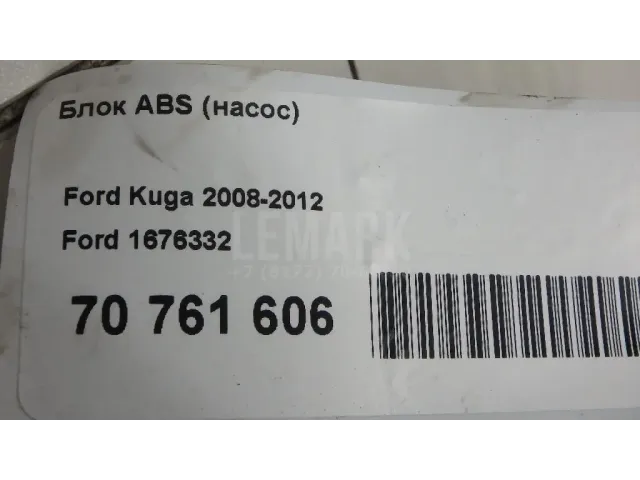 Блок ABS (насос)
Ford Kuga 2008-2012
LEMARK
Ford 1676332
70 761 606